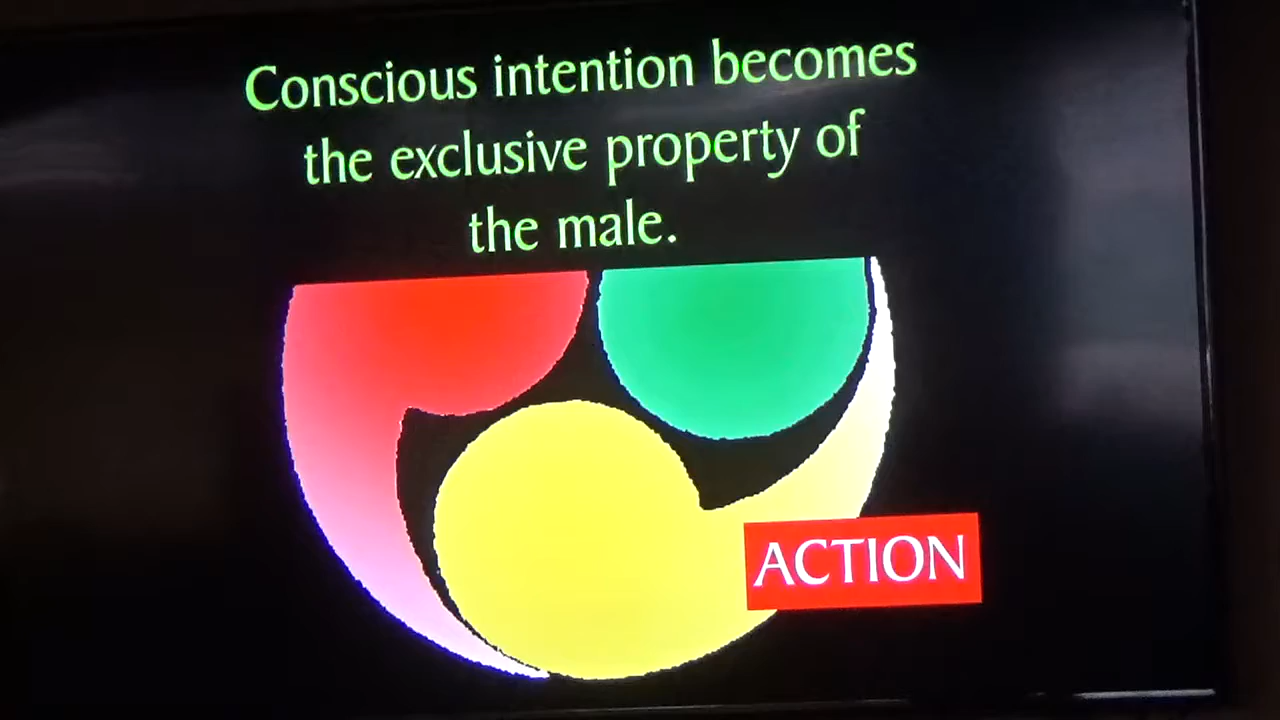 Conscious intention becomes
the exclusive property of
the male.
ACTION